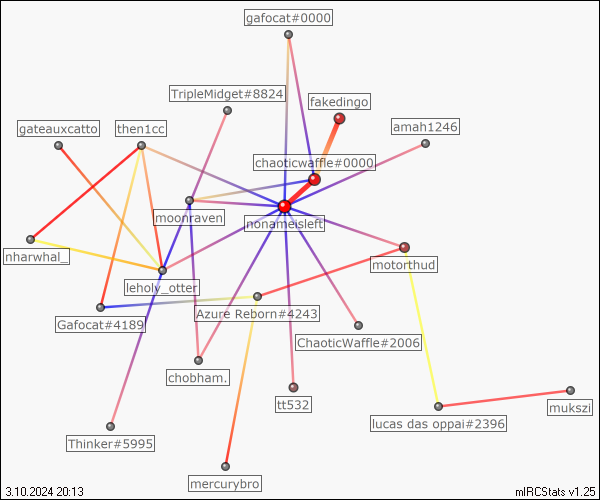 gafocat#0000
TripleMidget#8824
fakedingo
gateauxcatto
then1cc
amah1246
chaoticwaffle#0000
moonraven
nonameisleft
nharwhal_
motorthud
leholy_otter
Azure Reborn#4243
Gafocat#4189
ChaoticWaffle#2006
chobham.
tt532
mukszi
lucas das oppai#2396
Thinker#5995
mercurybro
3.10.2024 20:13
mIRCStats v1.25